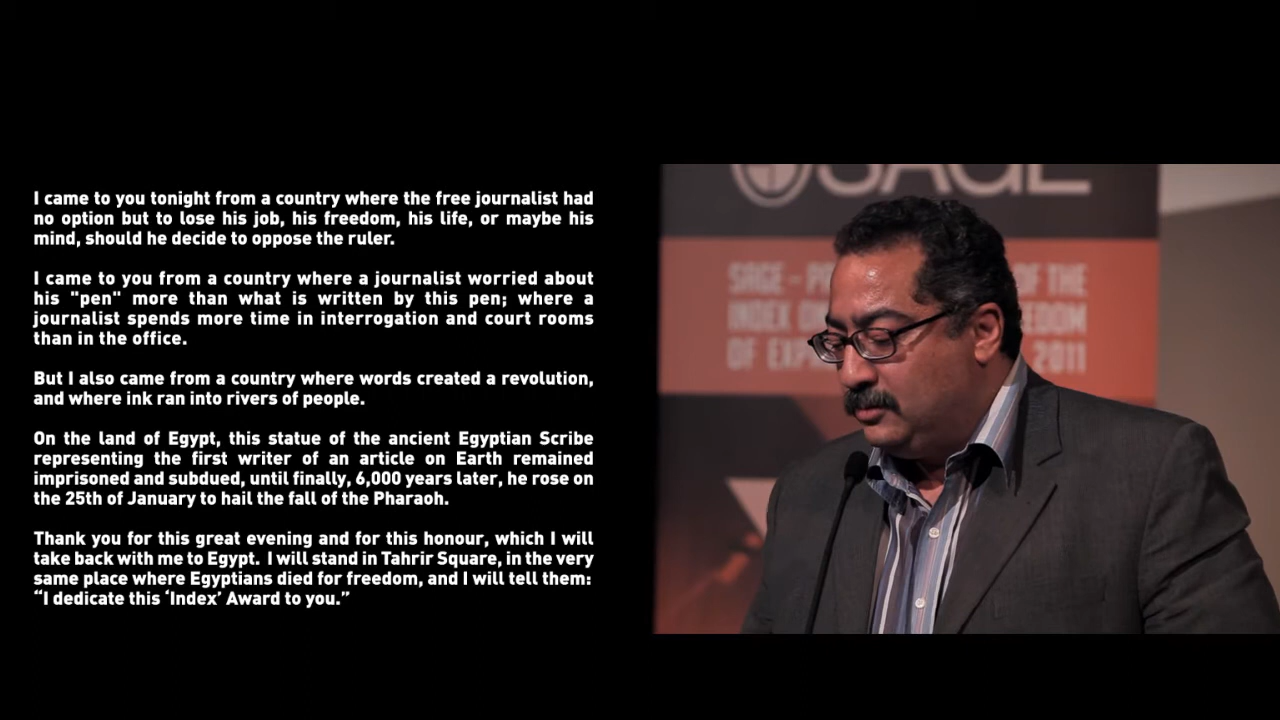 I came to you tonight from a country where the free journalist had
no option but to lose his job, his freedom, his life, or maybe his
mind, should he decide to oppose the ruler.
I came to you from a country where a journalist worried about
his "pen" more than what is written by this pen; where a
journalist spends more time in interrogation and court rooms
than in the office.
But I also came from a country where words created a revolution,
and where ink ran into rivers of people.
On the land of Egypt, this statue of the ancient Egyptian Scribe
representing the first writer of an article on Earth remained
imprisoned and subdued, until finally, 6,000 years later, he rose on
the 25th of January to hail the fall of the Pharaoh.
Thank you for this great evening and for this honour, which I will
take back with me to Egypt. I will stand in Tahrir Square, in the very
same place where Egyptians died for freedom, and I will tell them:
“I dedicate this ‘Index’ Award to you.”
SAGE
SAGE - OF THE
INDEX
OF 2011